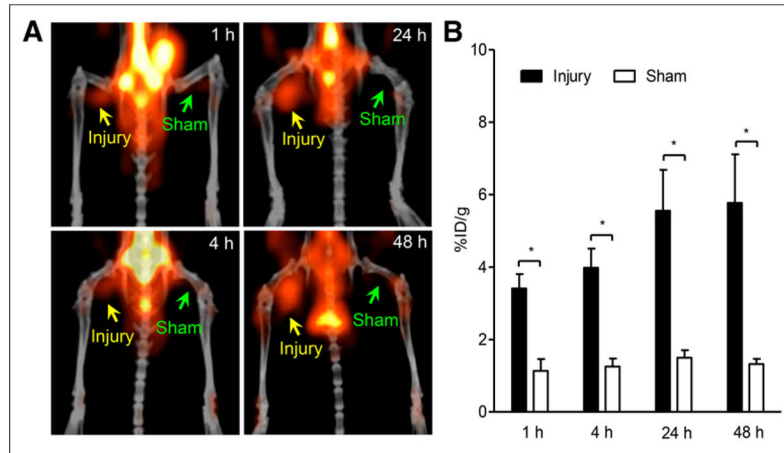 A
1 h
Injury
Sham
24 h
Injury
Sham
4 h
Injury
Sham
48 h
Injury
Sham
B
10
8
6
4
2
0
%ID/g
Injury
Sham
*
*
*
*
1 h
4 h
24 h
48 h